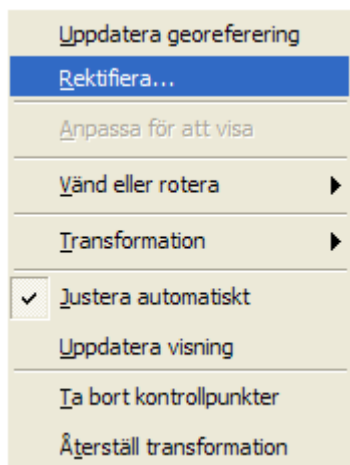 Uppdatera georeferering
Rektifiera...
Anpassa för att visa
Vänd eller rotera
Transformation
Justera automatiskt
Uppdatera visning
Ta bort kontrollpunkter
Återställ transformation